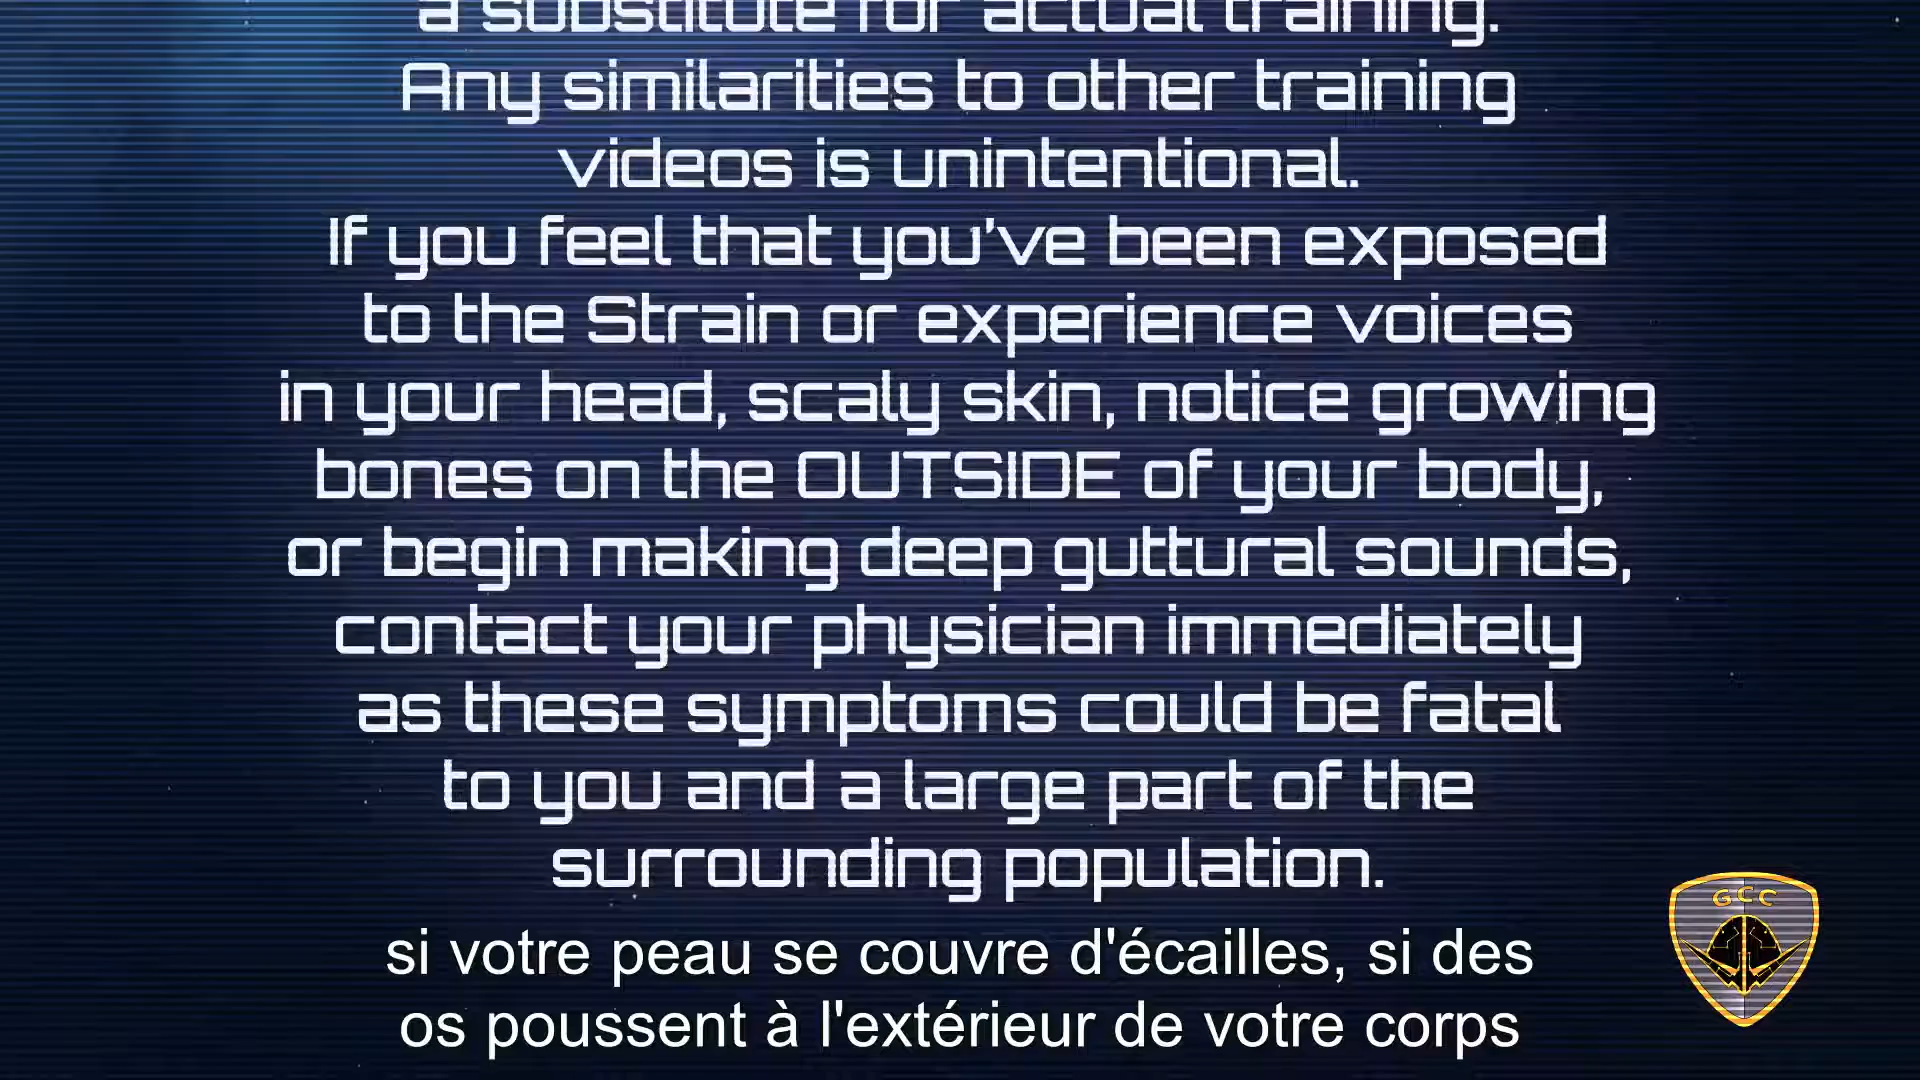 a substitute for actual training.
Any similarities to other training
videos is unintentional.
If you feel that you've been exposed
to the Strain or experience voices
in your head, scaly skin, notice growing
bones on the OUTSIDE of your body,
or begin making deep guttural sounds,
contact your physician immediately
as these symptoms could be fatal
to you and a large part of the
surrounding population.
GCC
si votre peau se couvre d'écailles, si des
os poussent à l'extérieur de votre corps